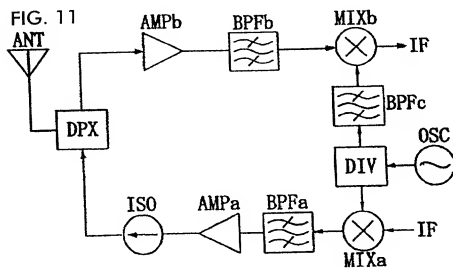 FIG. 11
ANT
AMPb
BPFb
MIXb
IF
BPFc
OSC
DPX
DIV
ISO
AMPa
BPFa
IF
MIXa